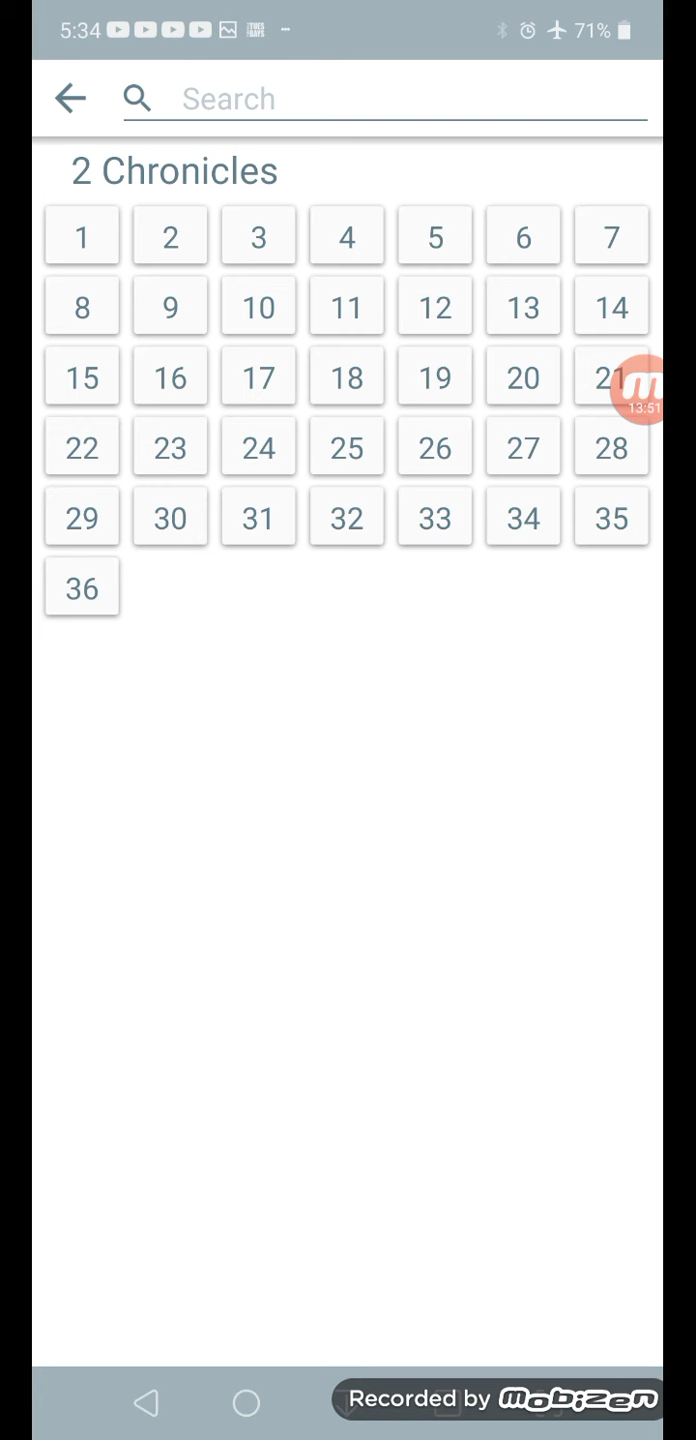 5:34 TUES DAYS 71%
Search
2 Chronicles
1 2 3 4 5 6 7
8 9 10 11 12 13 14
15 16 17 18 19 20 21
m
13:51
22 23 24 25 26 27 28
29 30 31 32 33 34 35
36
Recorded by mobizen